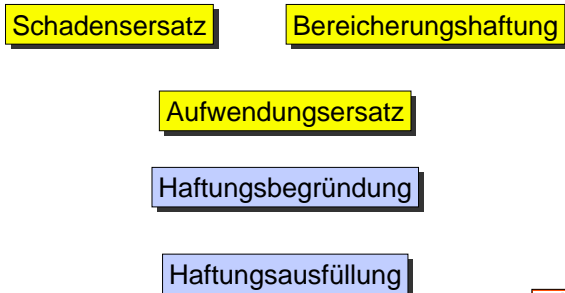 Schadensersatz Bereicherungshaftung
Aufwendungsersatz
Haftungsbegründung
Haftungsausfüllung